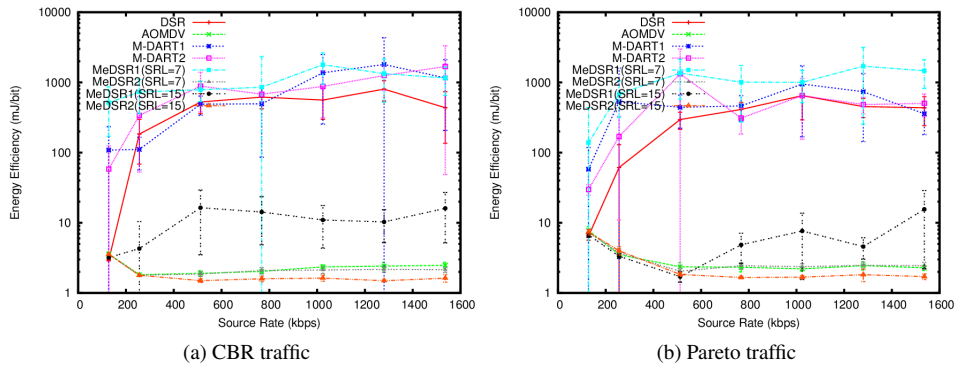 DSR
AOMDV
M-DART1
M-DART2
MeDSR1(SRL=7)
MeDSR2(SRL=7)
MeDSR1(SRL=15)
MeDSR2(SRL=15)
10000
1000
100
10
1
Energy Efficiency (mJ/bit)
0 200 400 600 800 1000 1200 1400 1600
Source Rate (kbps)
(a) CBR traffic
DSR
AOMDV
M-DART1
M-DART2
MeDSR1(SRL=7)
MeDSR2(SRL=7)
MeDSR1(SRL=15)
MeDSR2(SRL=15)
10000
1000
100
10
1
Energy Efficiency (mJ/bit)
0 200 400 600 800 1000 1200 1400 1600
Source Rate (kbps)
(b) Pareto traffic